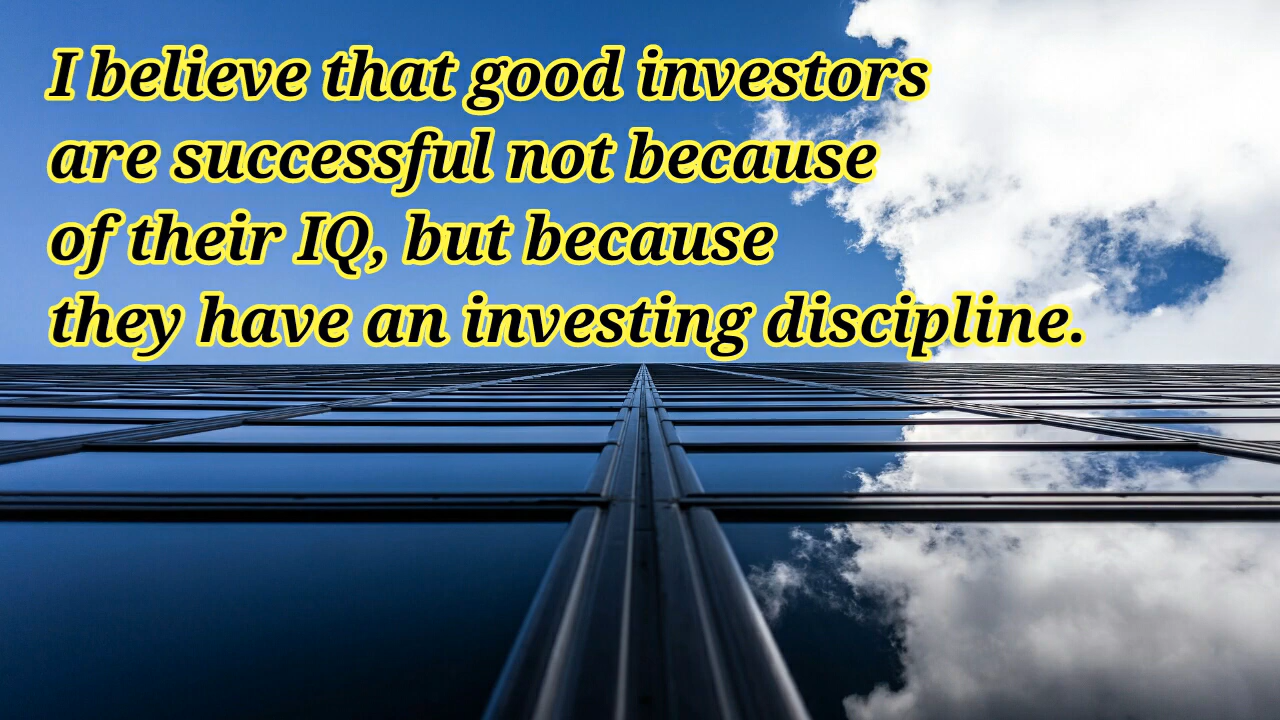 I believe that good investors
are successful not because
of their IQ, but because
they have an investing discipline.